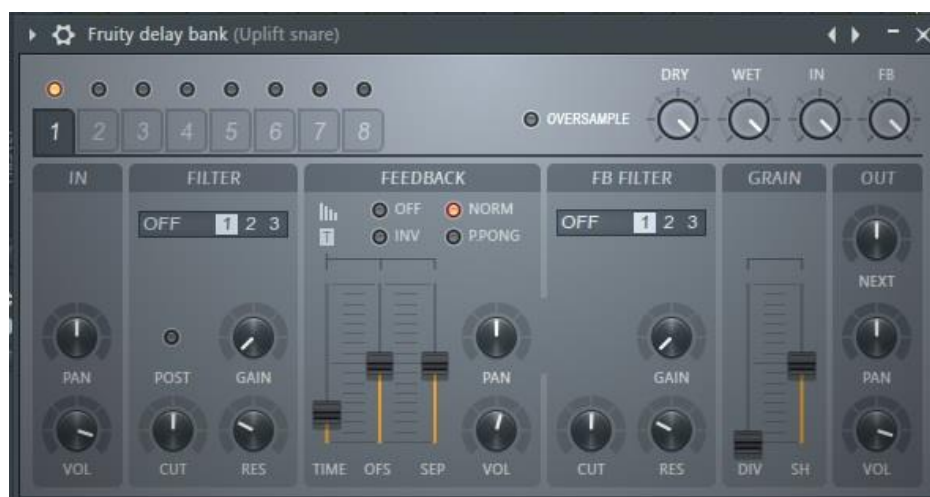 Fruity delay bank (Uplift snare)
DRY WET IN FB
OVERSAMPLE
1 2 3 4 5 6 7 8
IN FILTER FEEDBACK FB FILTER GRAIN OUT
OFF 1 2 3
OFF NORM
T INV P.PONG
OFF 1 2 3
NEXT
PAN POST GAIN PAN GAIN PAN
VOL CUT RES TIME OFS SEP VOL CUT RES DIV SH VOL